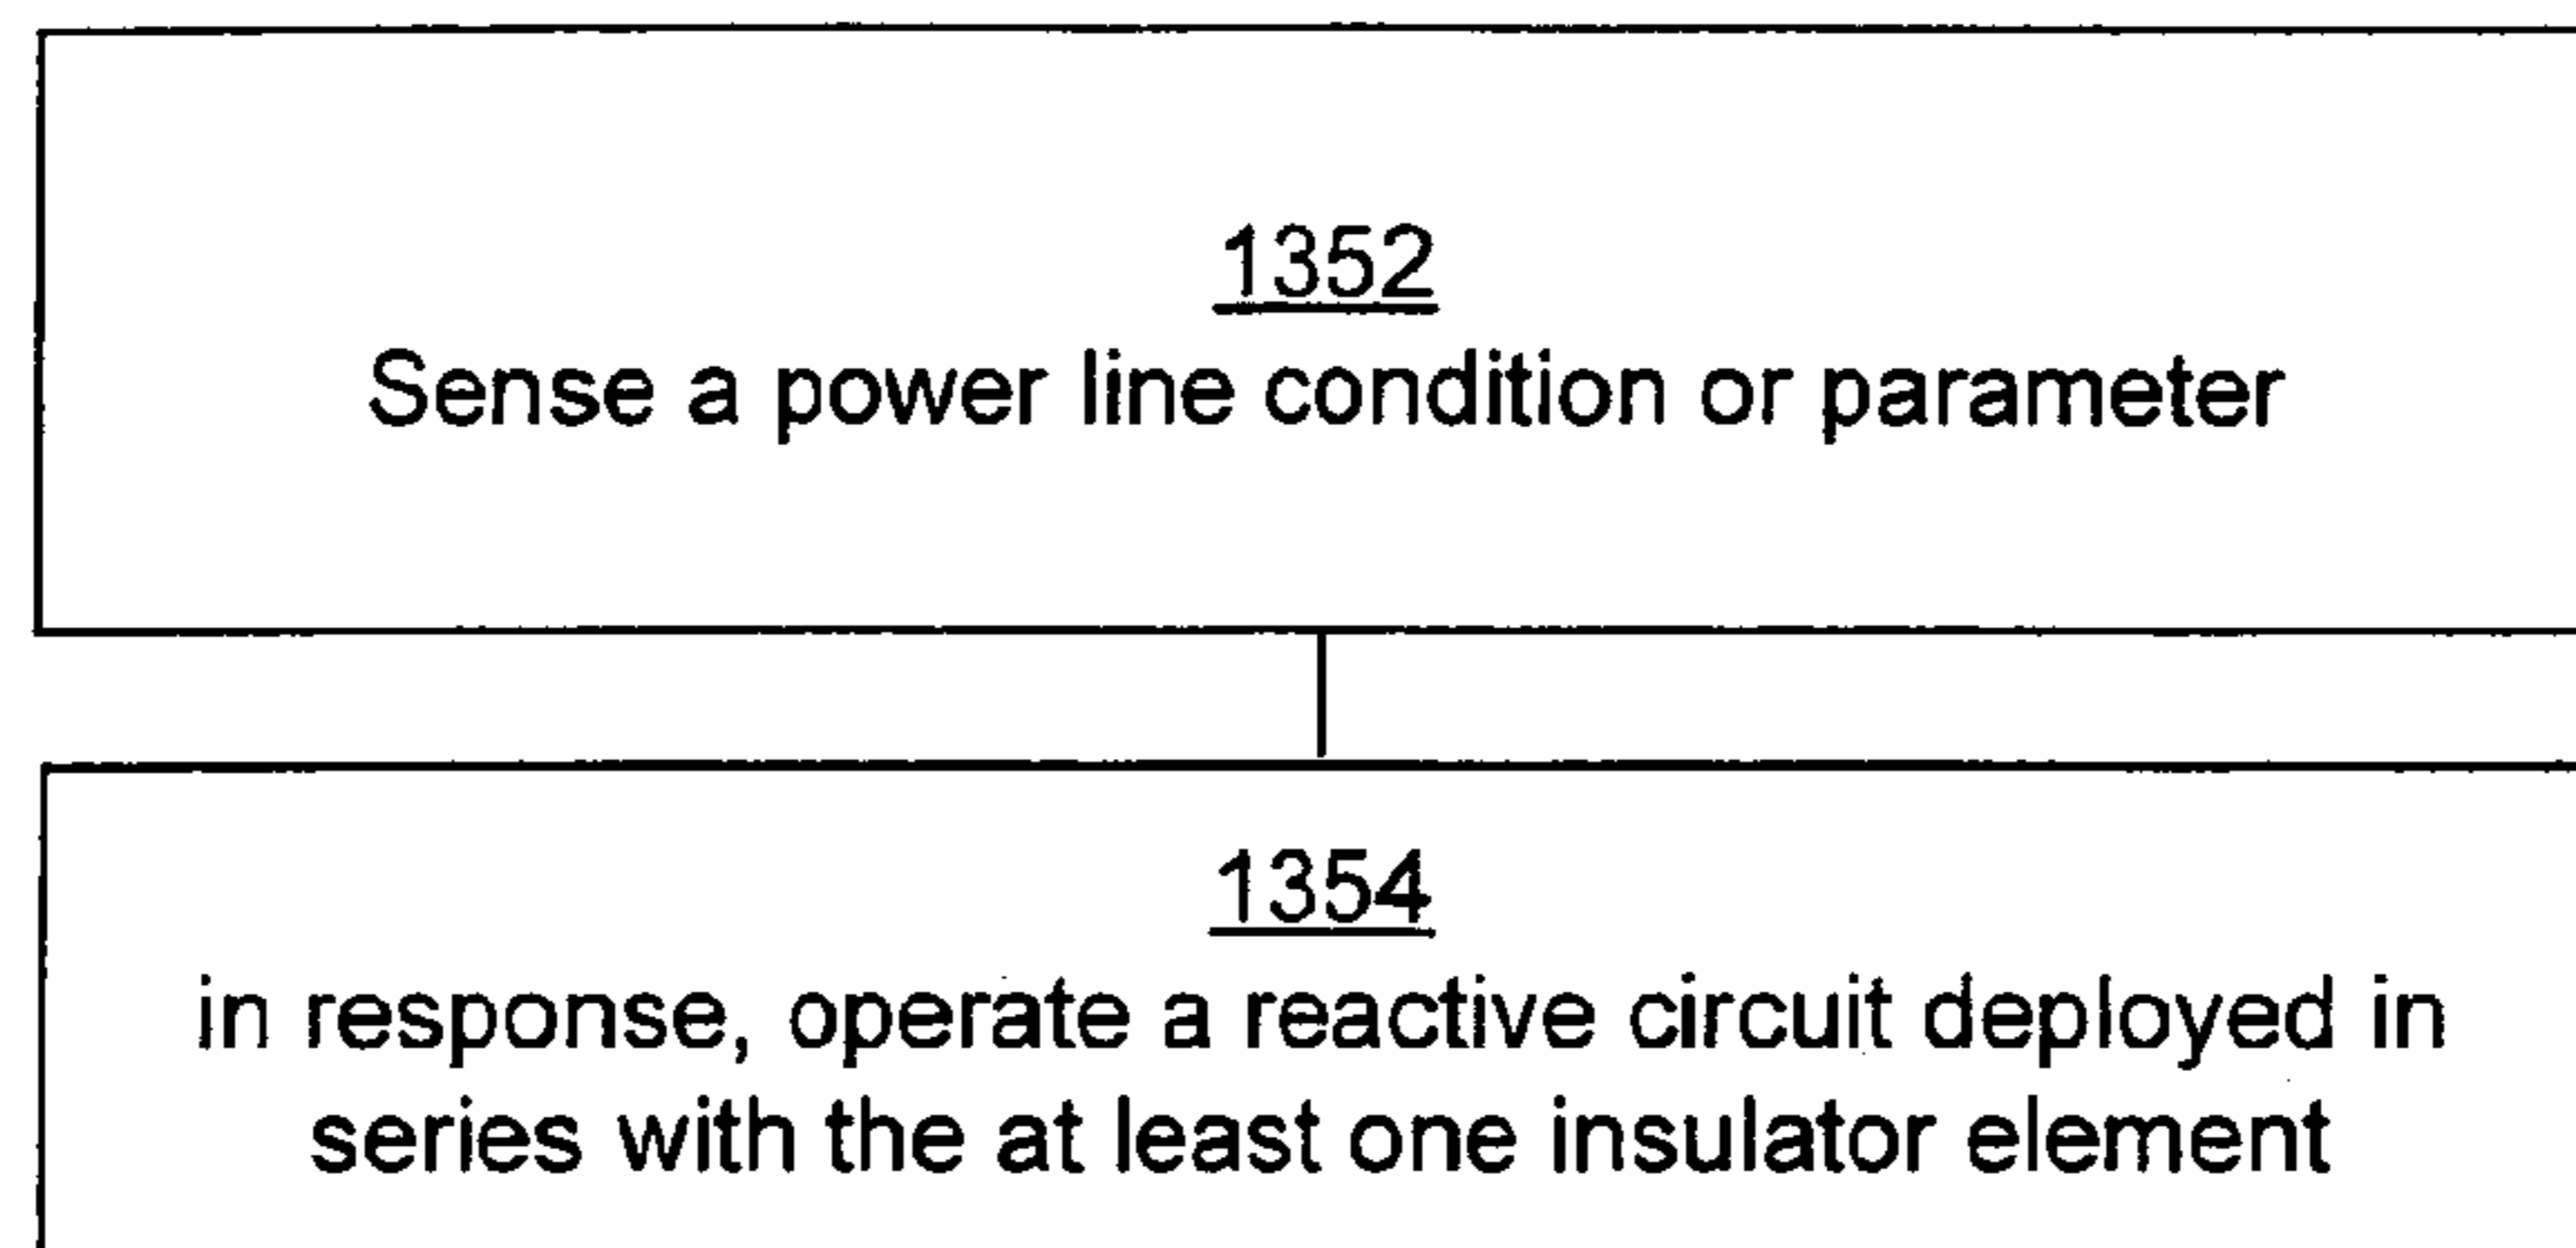 1352
Sense a power line condition or parameter
1354
in response, operate a reactive circuit deployed in
series with the at least one insulator element